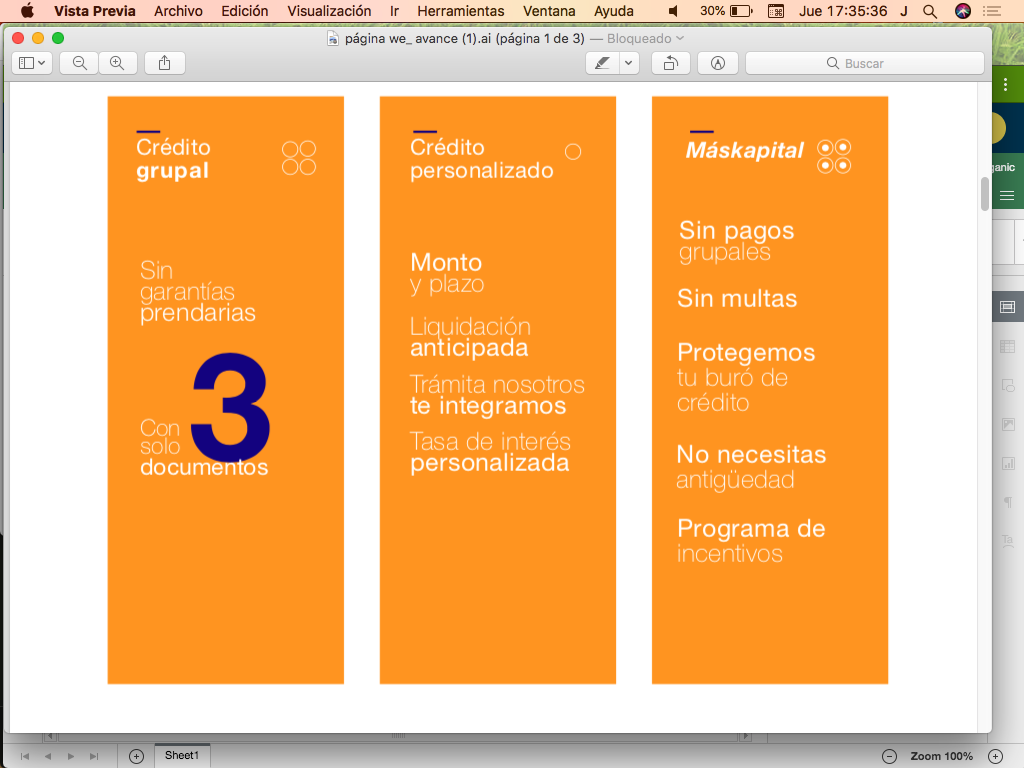 Vista Previa Archivo Edición Visualización Ir Herramientas Ventana Ayuda 30% Jue 17:35:36 J
página we_ avance (1).ai (página 1 de 3) — Bloqueado
Buscar
Crédito
grupal
Sin
garantías
prendarias
3
Con
solo
documentos
Crédito
personalizado
Monto
y plazo
Liquidación
anticipada
Trámita nosotros
te integramos
Tasa de interés
personalizada
Máskapital
Sin pagos
grupales
Sin multas
Protegemos
tu buró de
crédito
No necesitas
antigüedad
Programa de
incentivos
Ta
Sheet1
Zoom 100%